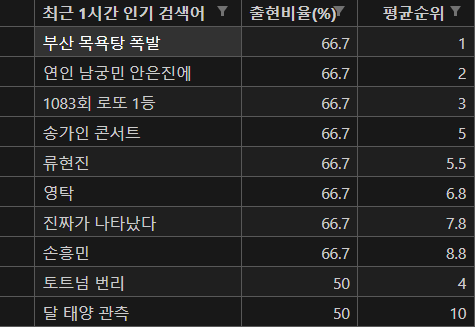 최근 1시간 인기 검색어 출현비율(%) 평균순위
부산 목욕탕 폭발 66.7 1
연인 남궁민 안은진에 66.7 2
1083회 로또 1등 66.7 3
송가인 콘서트 66.7 5
류현진 66.7 5.5
영탁 66.7 6.8
진짜가 나타났다 66.7 7.8
손흥민 66.7 8.8
토트넘 번리 50 4
달 태양 관측 50 10